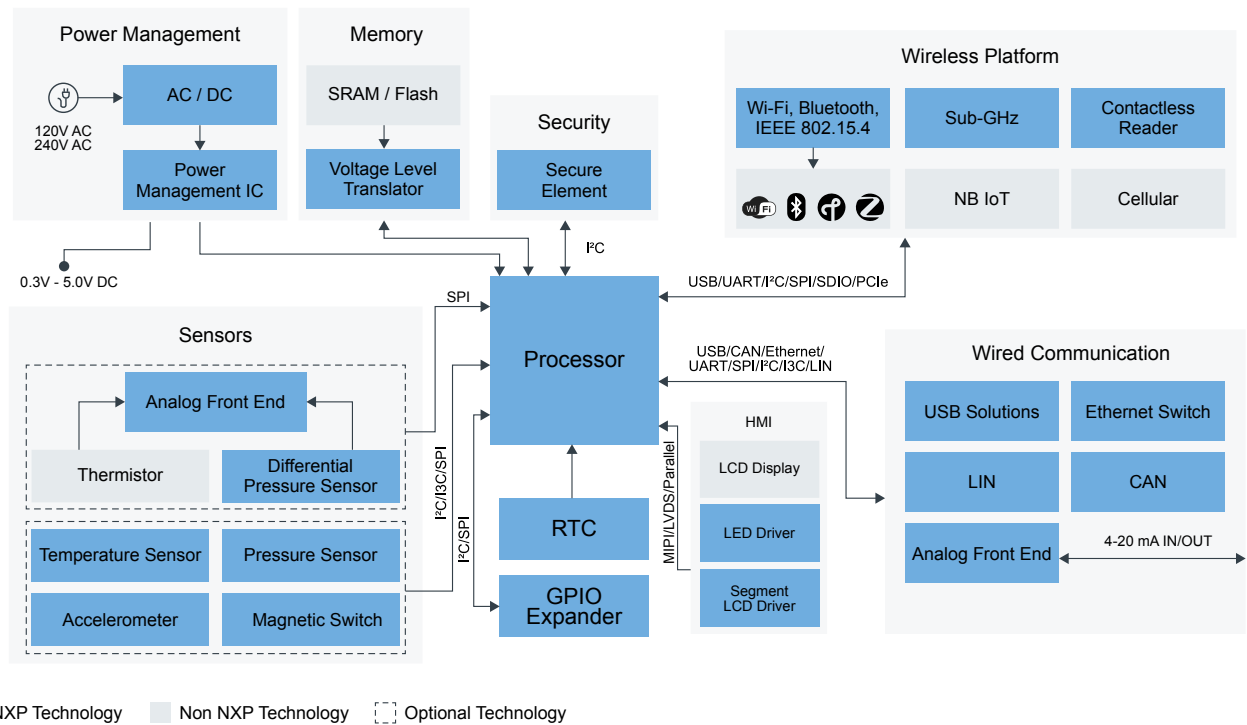 Power Management
AC / DC
120V AC
240V AC
Power
Management IC
0.3V - 5.0V DC
Memory
SRAM / Flash
Voltage Level
Translator
Security
Secure
Element
I²C
Wireless Platform
Wi-Fi, Bluetooth,
IEEE 802.15.4
Sub-GHz
Contactless
Reader
Wi Fi
NB IoT
Cellular
USB/UART/I²C/SPI/SDIO/PCIe
Sensors
Analog Front End
Thermistor
Differential
Pressure Sensor
Temperature Sensor
Pressure Sensor
Accelerometer
Magnetic Switch
SPI
I²C/I3C/SPI
I²C/SPI
Processor
RTC
GPIO
Expander
USB/CAN/Ethernet/
UART/SPI/I²C/I3C/LIN
MIPI/LVDS/Parallel
HMI
LCD Display
LED Driver
Segment
LCD Driver
Wired Communication
USB Solutions
Ethernet Switch
LIN
CAN
Analog Front End
4-20 mA IN/OUT
NXP Technology
Non NXP Technology
Optional Technology